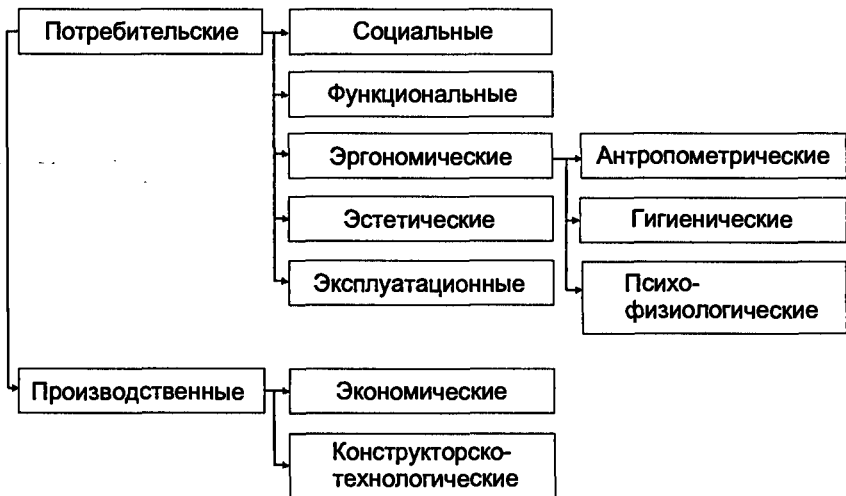 Потребительские
Социальные
Функциональные
Эргономические
Антропометрические
Эстетические
Гигиенические
Эксплуатационные
Психо-
физиологические
Производственные
Экономические
Конструкторско-
технологические